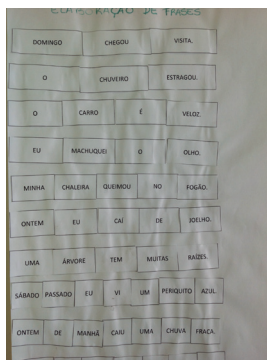 ELABORAÇÃO DE FRASES
DOMINGO CHEGOU VISITA.
O CHUVEIRO ESTRAGOU.
O CARRO É VELOZ.
EU MACHUQUEI O OLHO.
MINHA CHALEIRA QUEIMOU NO FOGÃO.
ONTEM EU CAÍ DE JOELHO.
UMA ÁRVORE TEM MUITAS RAÍZES.
SÁBADO PASSADO EU VI UM PERIQUITO AZUL
ONTEM DE MANHÃ CAIU UMA CHUVA FRACA